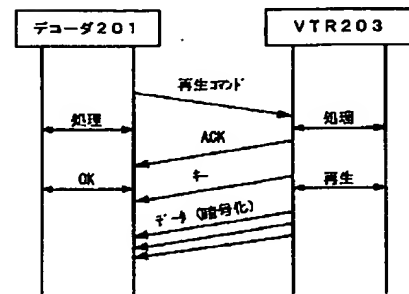 デコーダ201
VTR203
再生コマンド
処理
処理
ACK
OK
キー
再生
データ (暗号化)